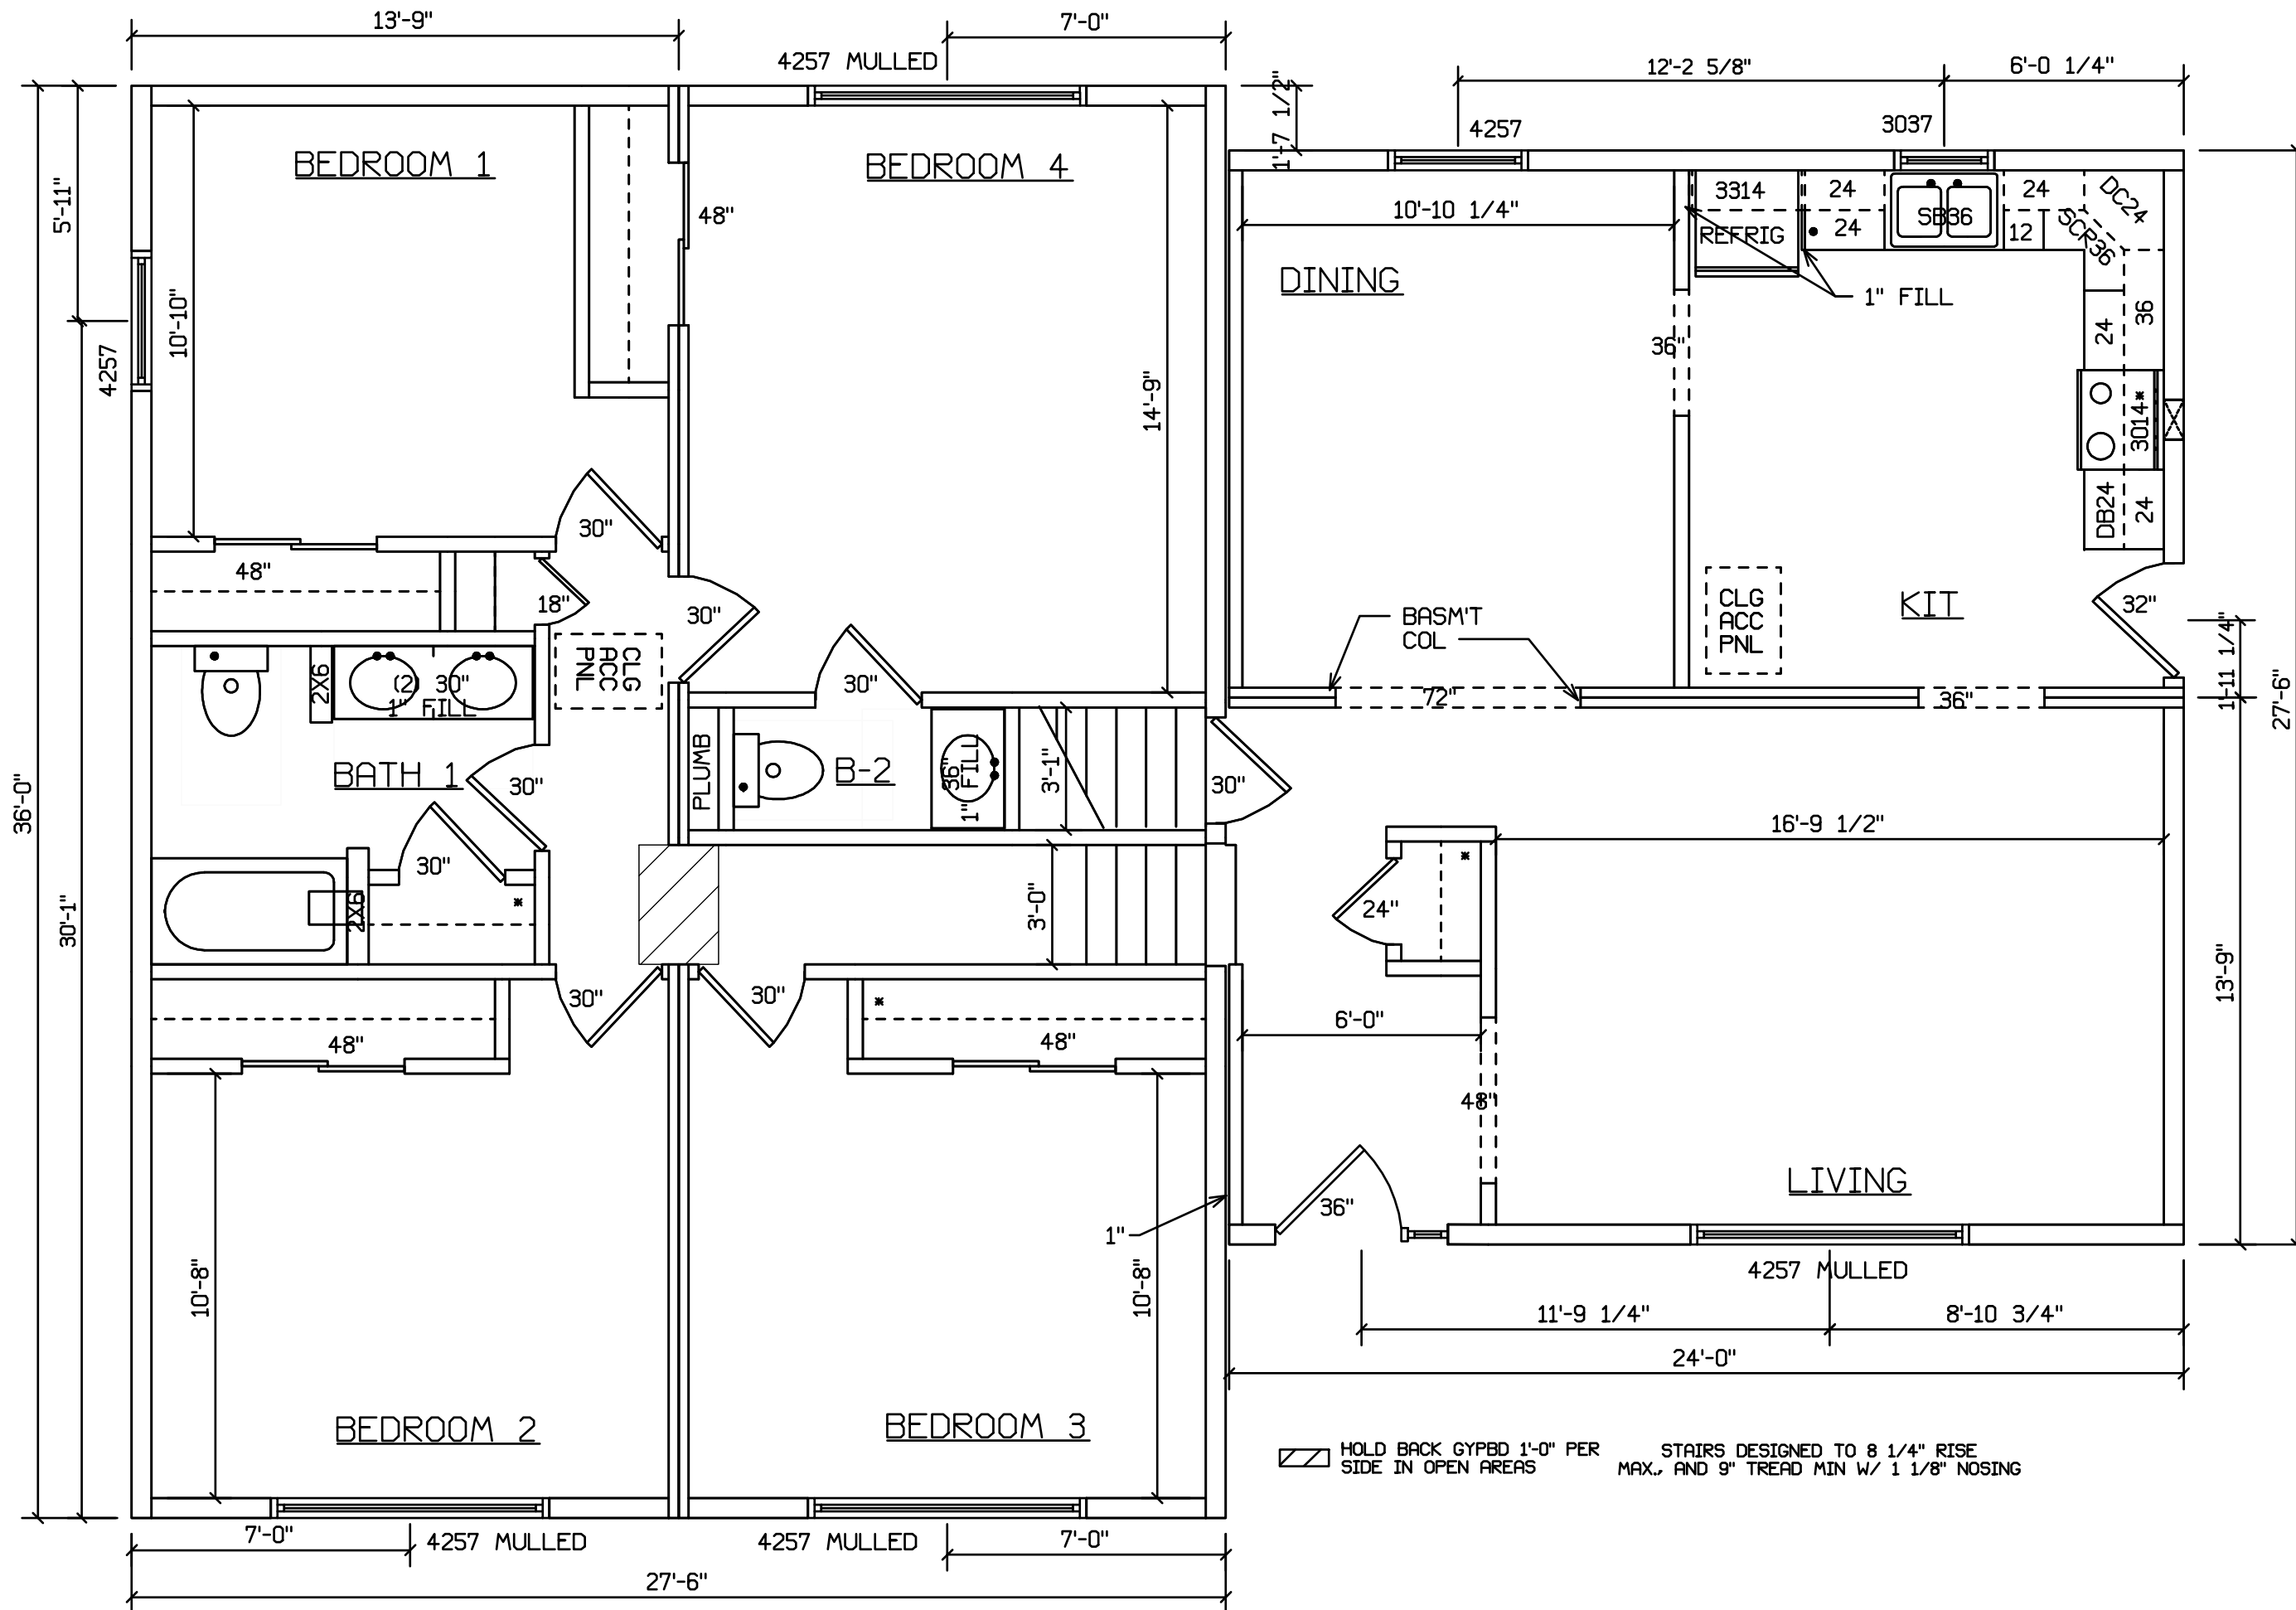 13'-9"
7'-0"
4257 MULLED
12'-2 5/8"
6'-0 1/4"
1'-7 1/2"
4257
3037
BEDROOM 1
BEDROOM 4
5'-11"
48"
10'-10 1/4"
3314
REFRIG
24
24
SB36
24
12
DC24
SCR36
DINING
1" FILL
10'-10"
4257
14'-9"
36"
24
36
3014*
DB24
24
30"
48"
18"
30"
BASM'T
COL
CLG
ACC
PNL
KIT
32"
1'-11 1/4"
27'-6"
2X6
(2) 30"
1" FILL
CLG
ACC
PNL
30"
72"
36"
BATH 1
30"
PLUMB
B-2
36"
1" FILL
3'-1"
30"
36'-0"
30'-1"
30"
2X6
*
3'-0"
16'-9 1/2"
*
24"
13'-9"
30"
30"
*
48"
48"
6'-0"
48"
LIVING
36"
1"
10'-8"
10'-8"
4257 MULLED
11'-9 1/4"
8'-10 3/4"
24'-0"
BEDROOM 2
BEDROOM 3
HOLD BACK GYPBD 1'-0" PER
SIDE IN OPEN AREAS
STAIRS DESIGNED TO 8 1/4" RISE
MAX., AND 9" TREAD MIN W/ 1 1/8" NOSING
7'-0"
4257 MULLED
4257 MULLED
7'-0"
27'-6"